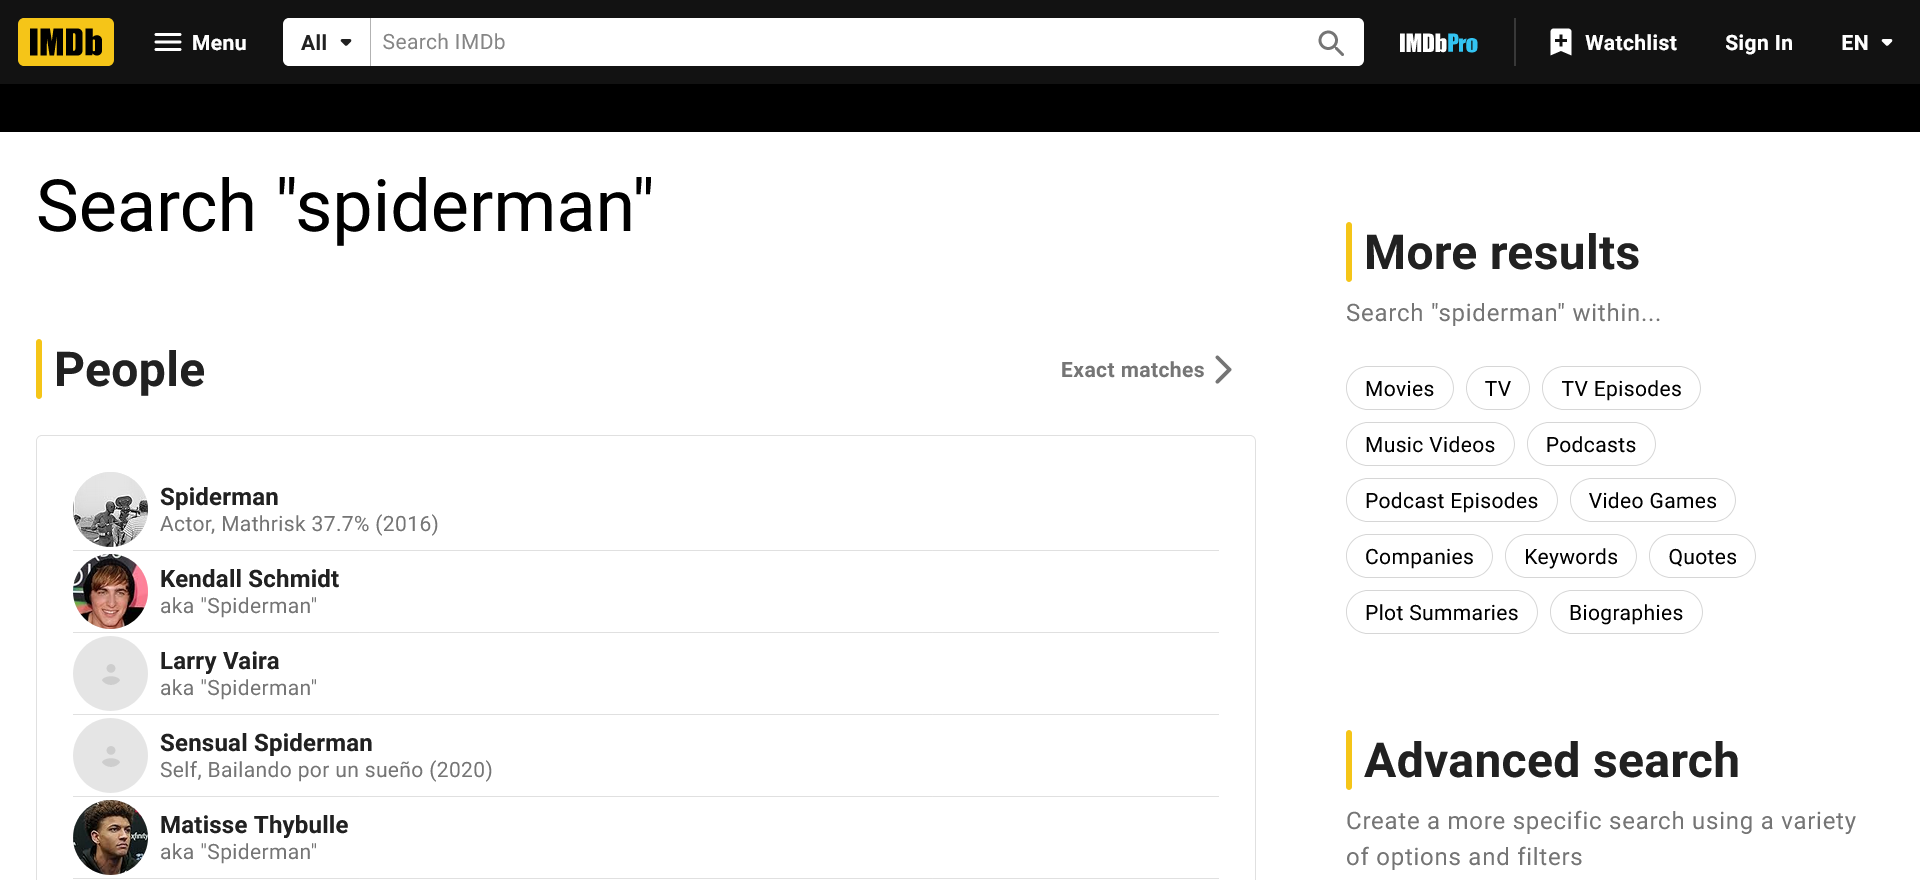 IMDb
Menu
All
Search IMDb
IMDbPro
Watchlist
Sign In
EN
Search "spiderman"
People
Exact matches
Spiderman
Actor, Mathrisk 37.7% (2016)
Kendall Schmidt
aka "Spiderman"
Larry Vaira
aka "Spiderman"
Sensual Spiderman
Self, Bailando por un sueño (2020)
Matisse Thybulle
aka "Spiderman"
More results
Search "spiderman" within...
Movies
TV
TV Episodes
Music Videos
Podcasts
Podcast Episodes
Video Games
Companies
Keywords
Quotes
Plot Summaries
Biographies
Advanced search
Create a more specific search using a variety
of options and filters